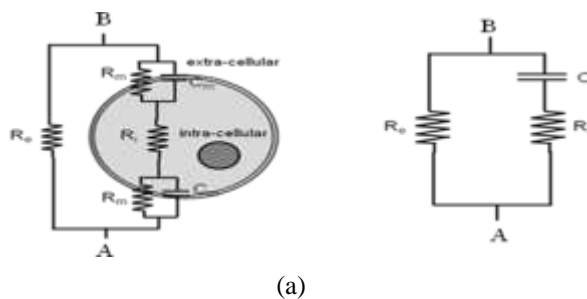 B
extra-cellular
Rm
Cm
Re
Ri
intra-cellular
Rm
C
A
B
C
Re
R
A
(a)